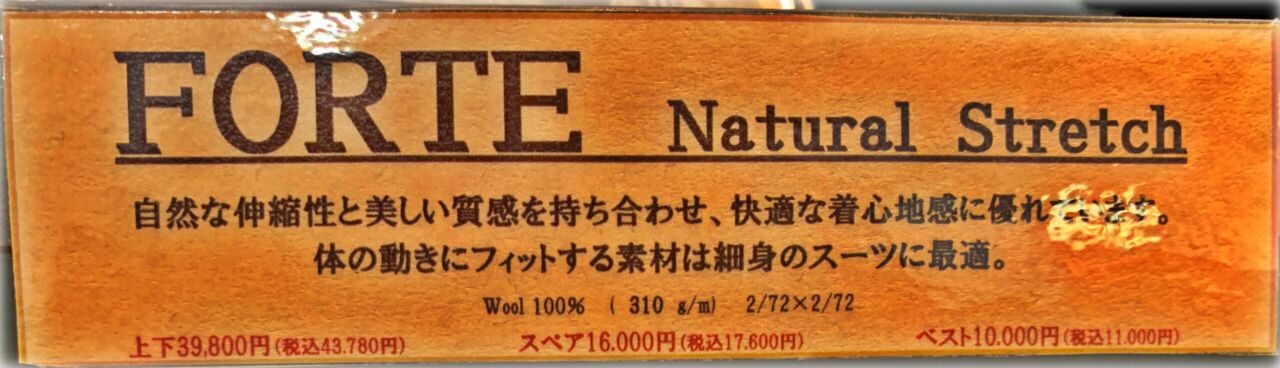 FORTE Natural Stretch
自然な伸縮性と美しい質感を持ち合わせ、快適な着心地感に優れています。
体の動きにフィットする素材は細身のスーツに最適。
Wool 100% ( 310 g/m) 2/72×2/72
上下39,800円(税込43.780円) スペア16.000円(税込17.600円) ベスト10.000円(税込11.000円)